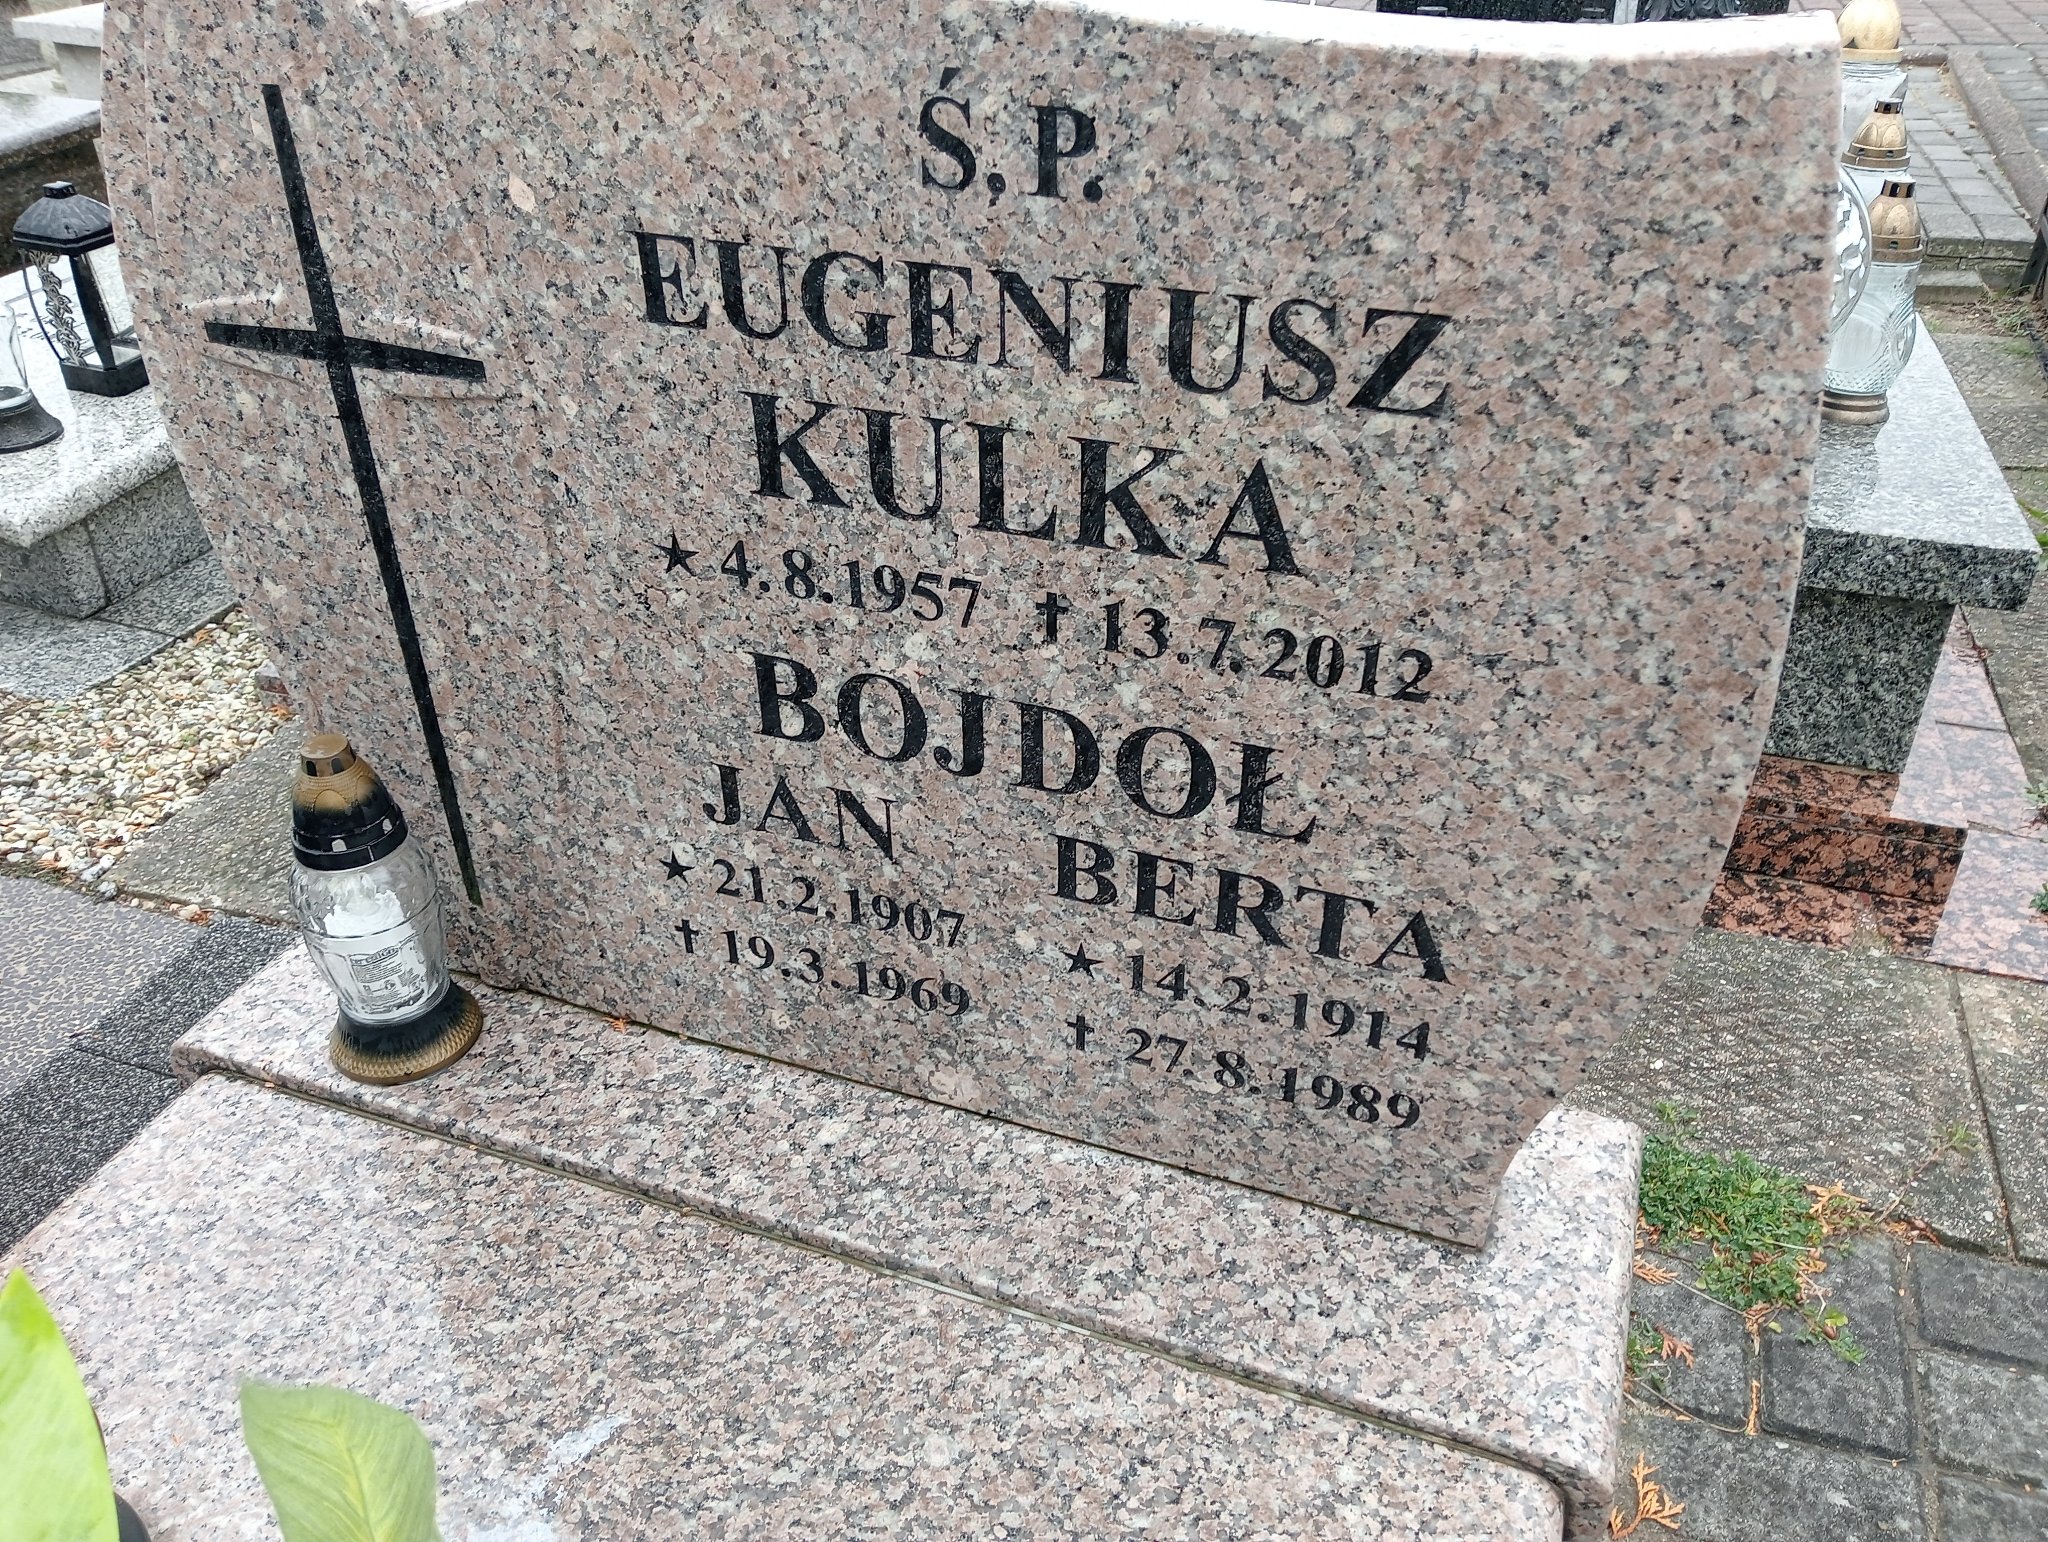 Ś.P.
EUGENIUSZ
KULKA
★ 4.8.1957 ✝ 13.7.2012
BOJDOŁ
JAN BERTA
★ 21.2.1907 ★ 14.2.1914
✝ 19.3.1969 ✝ 27.8.1989